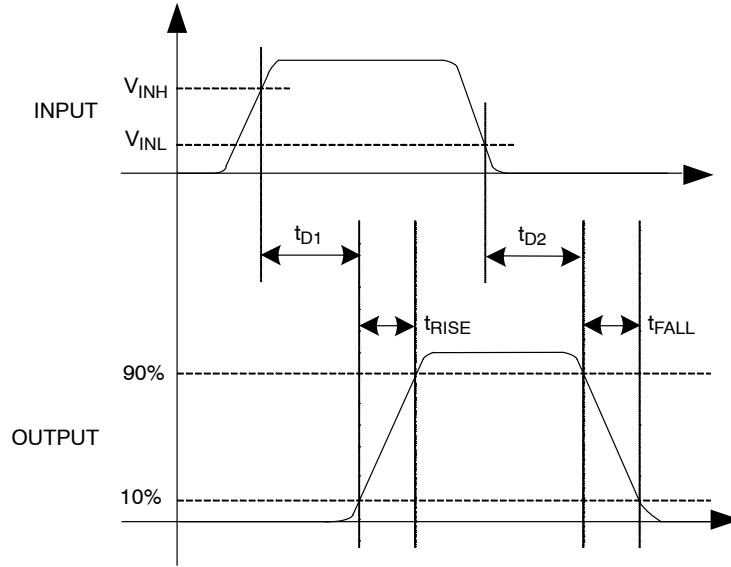 V_INH
INPUT
V_INL
t_D1
t_D2
t_RISE
t_FALL
90%
OUTPUT
10%